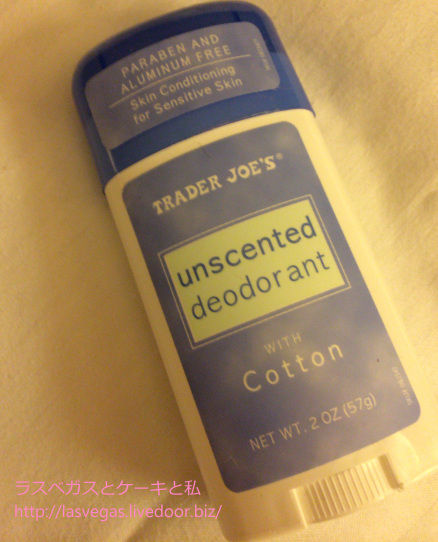 PARABEN AND
ALUMINUM FREE
Skin Conditioning
for Sensitive Skin
TRADER JOE'S®
unscented
deodorant
WITH
Cotton
NET WT. 2 OZ (57g)
ラスベガスとケーキと私
http://lasvegas.livedoor.biz/